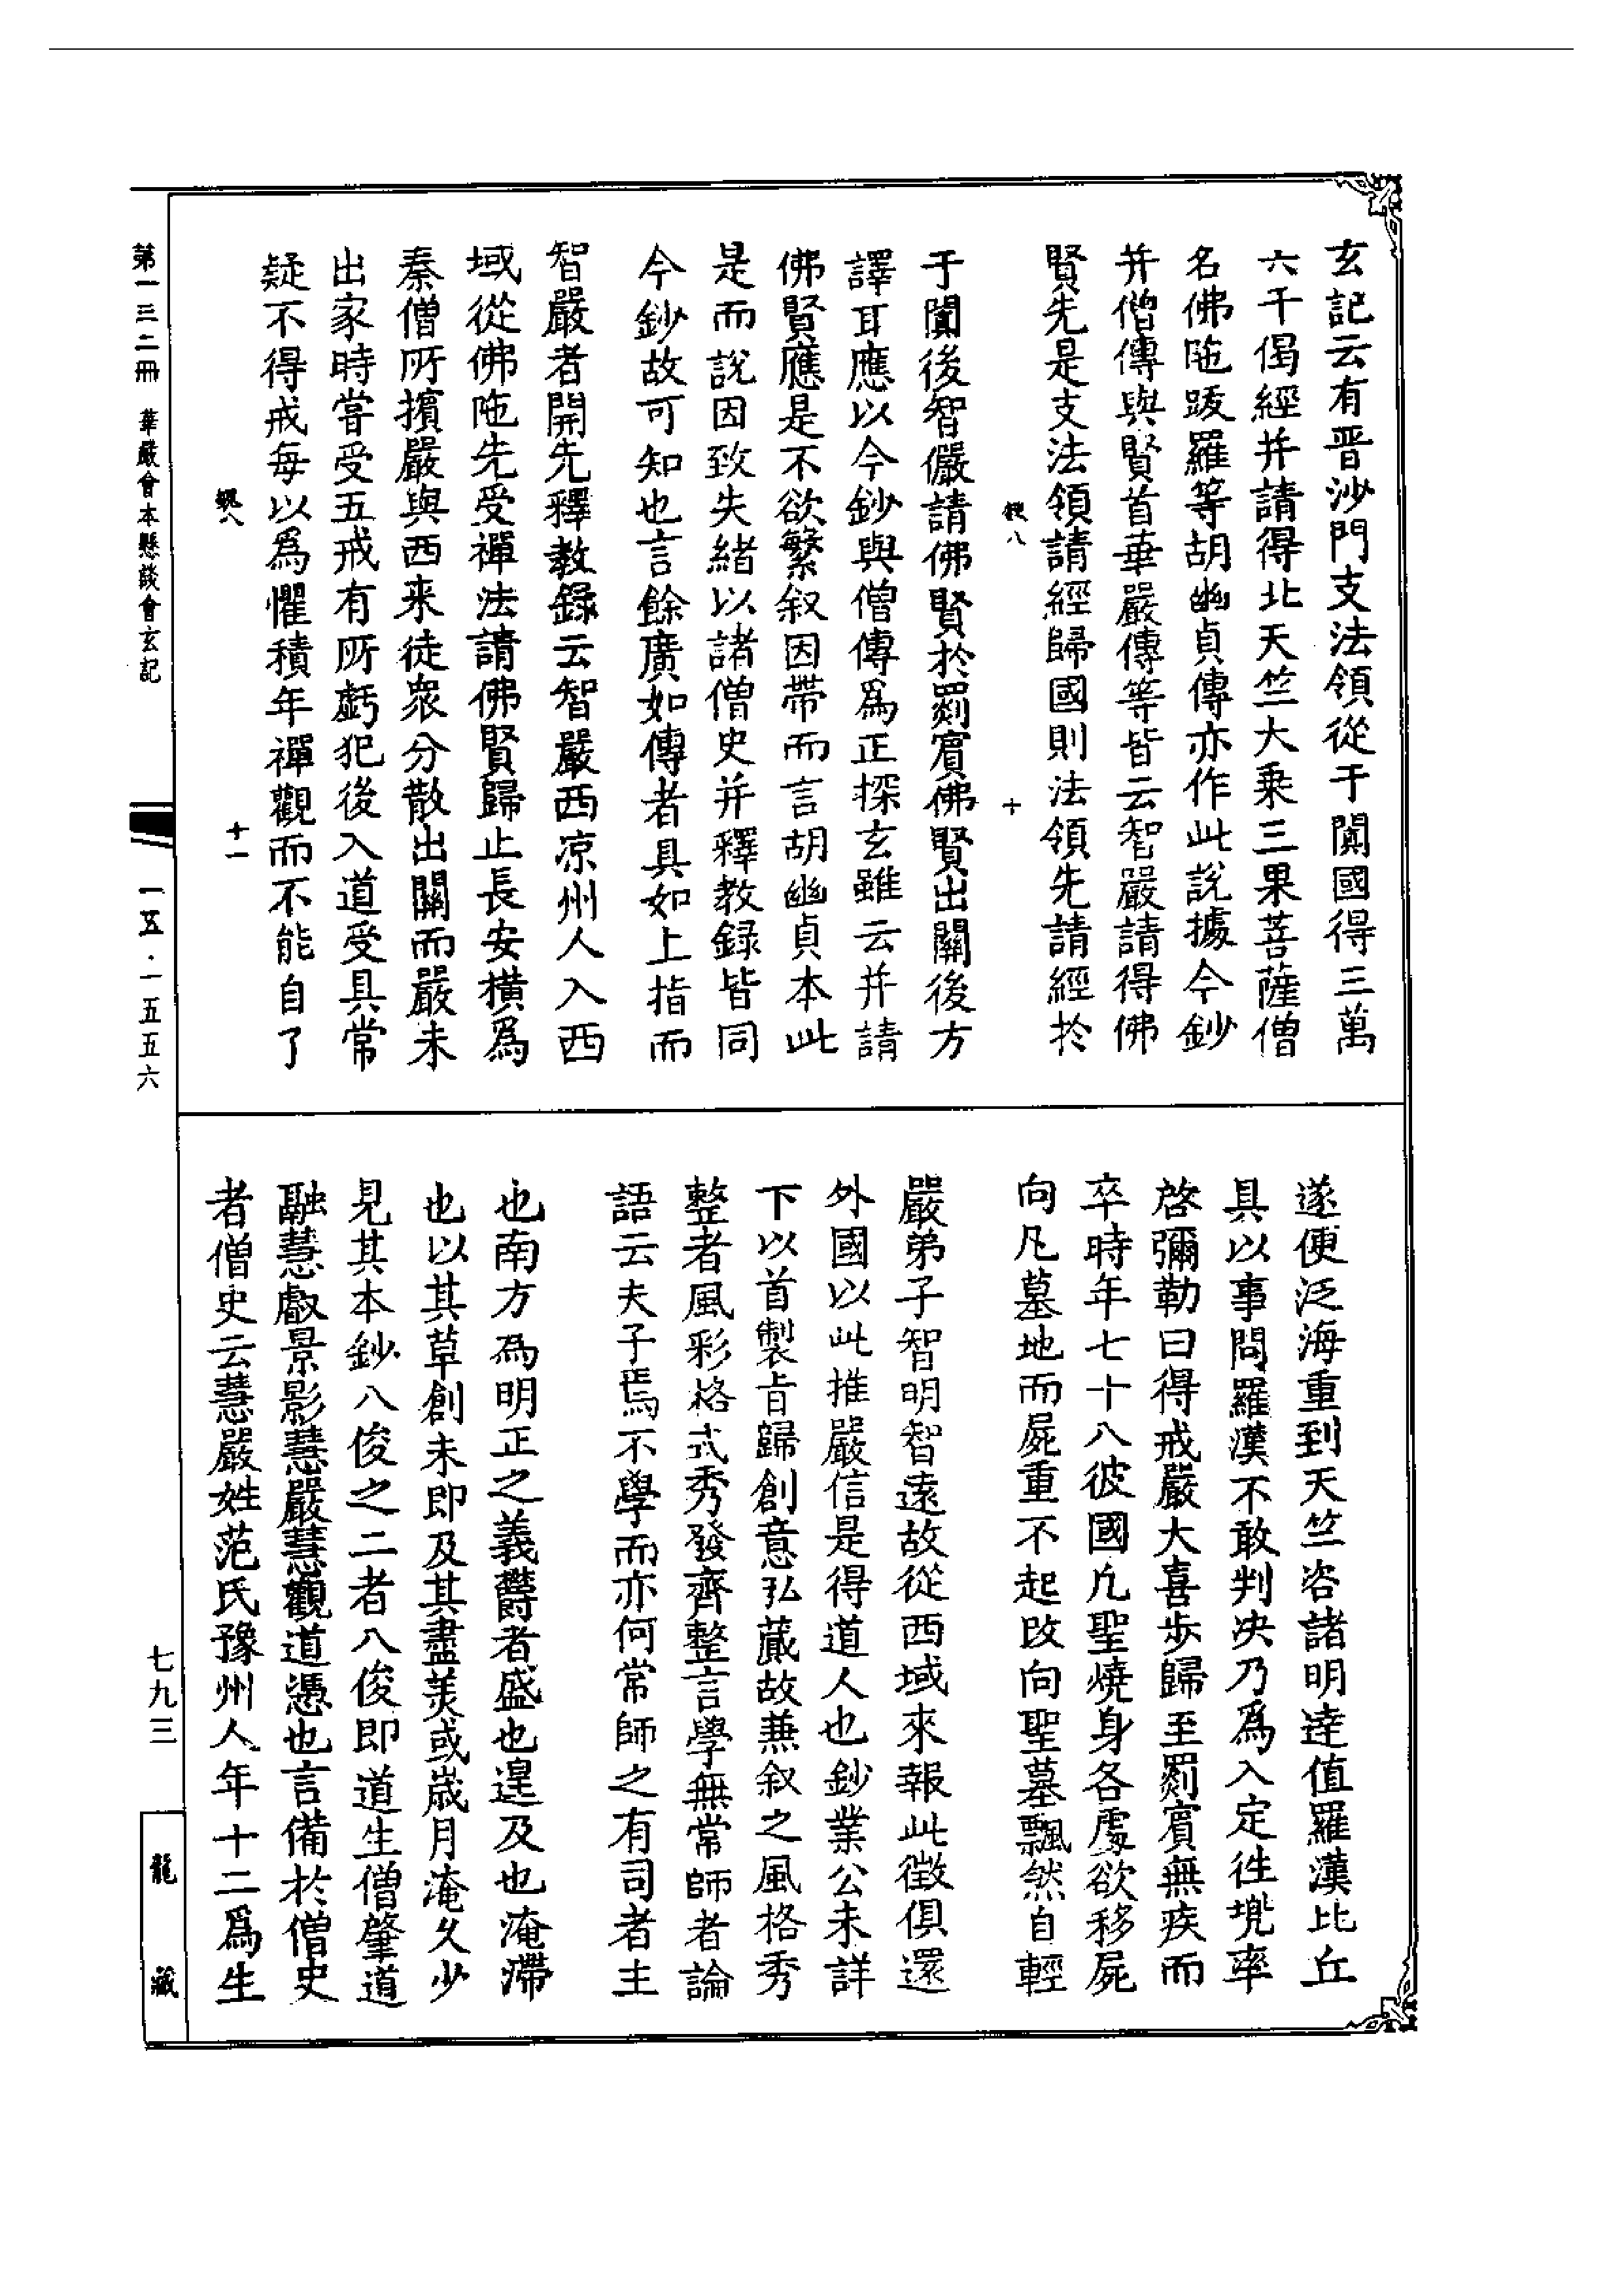 玄記云有晋沙門支法領從于闐國得三萬
六千偈經并請得北天竺大乗三果菩薩僧
名佛陁跋羅等胡幽貞傳亦作此説據今鈔
并僧傳與賢首華嚴傳等皆云智嚴請得佛
賢先是支法領請經歸國則法領先請經於
八
十
于闐後智儼請佛賢於罽賓佛賢出關後方
譯耳應以今鈔與僧傳爲正探玄雖云并請
佛賢應是不欲繁叙因帶而言胡幽貞本此
是而説因致失緒以諸僧史并釋教録皆同
今鈔故可知也言餘廣如傳者具如上指而
智嚴者開先釋教錄云智嚴西凉州人入西
域從佛陁先受禪法請佛賢歸止長安横爲
秦僧所擯嚴與西来徒衆分散出關而嚴未
出家時嘗受五戒有所虧犯後入道受具常
疑不得戒每以爲懼積年禪觀而不能自了
八
十一
遂便泛海重到天竺咨諸明逹值羅漢比丘
具以事問羅漢不敢判决乃爲入定徃兠率
啓彌勒曰得戒嚴大喜歩歸至罽賓無疾而
卒時年七十八彼國凢聖燒身各處欲移屍
向凡墓地而屍重不起改向聖墓飄然自輕
嚴弟子智明智遠故從西域來報此徵俱還
外國以此推嚴信是得道人也鈔業公未詳
下以首製㫖歸創意弘蔵故兼叙之風格秀
整者風彩格式秀發齊整言學無常師者論
語云夫子焉不學而亦何常師之有司者主
也南方爲明正之義欝者盛也遑及也淹滯
也以其草創未即及其盡羙或歲月淹久少
見其本鈔八俊之二者八俊即道生僧肇道
融慧叡景影慧嚴慧觀道憑也言備於僧史
者僧史云慧嚴姓范氏豫州人年十二爲生
第一三二冊　華嚴會本懸談會玄記
一五・一五五六
七九三
龍藏